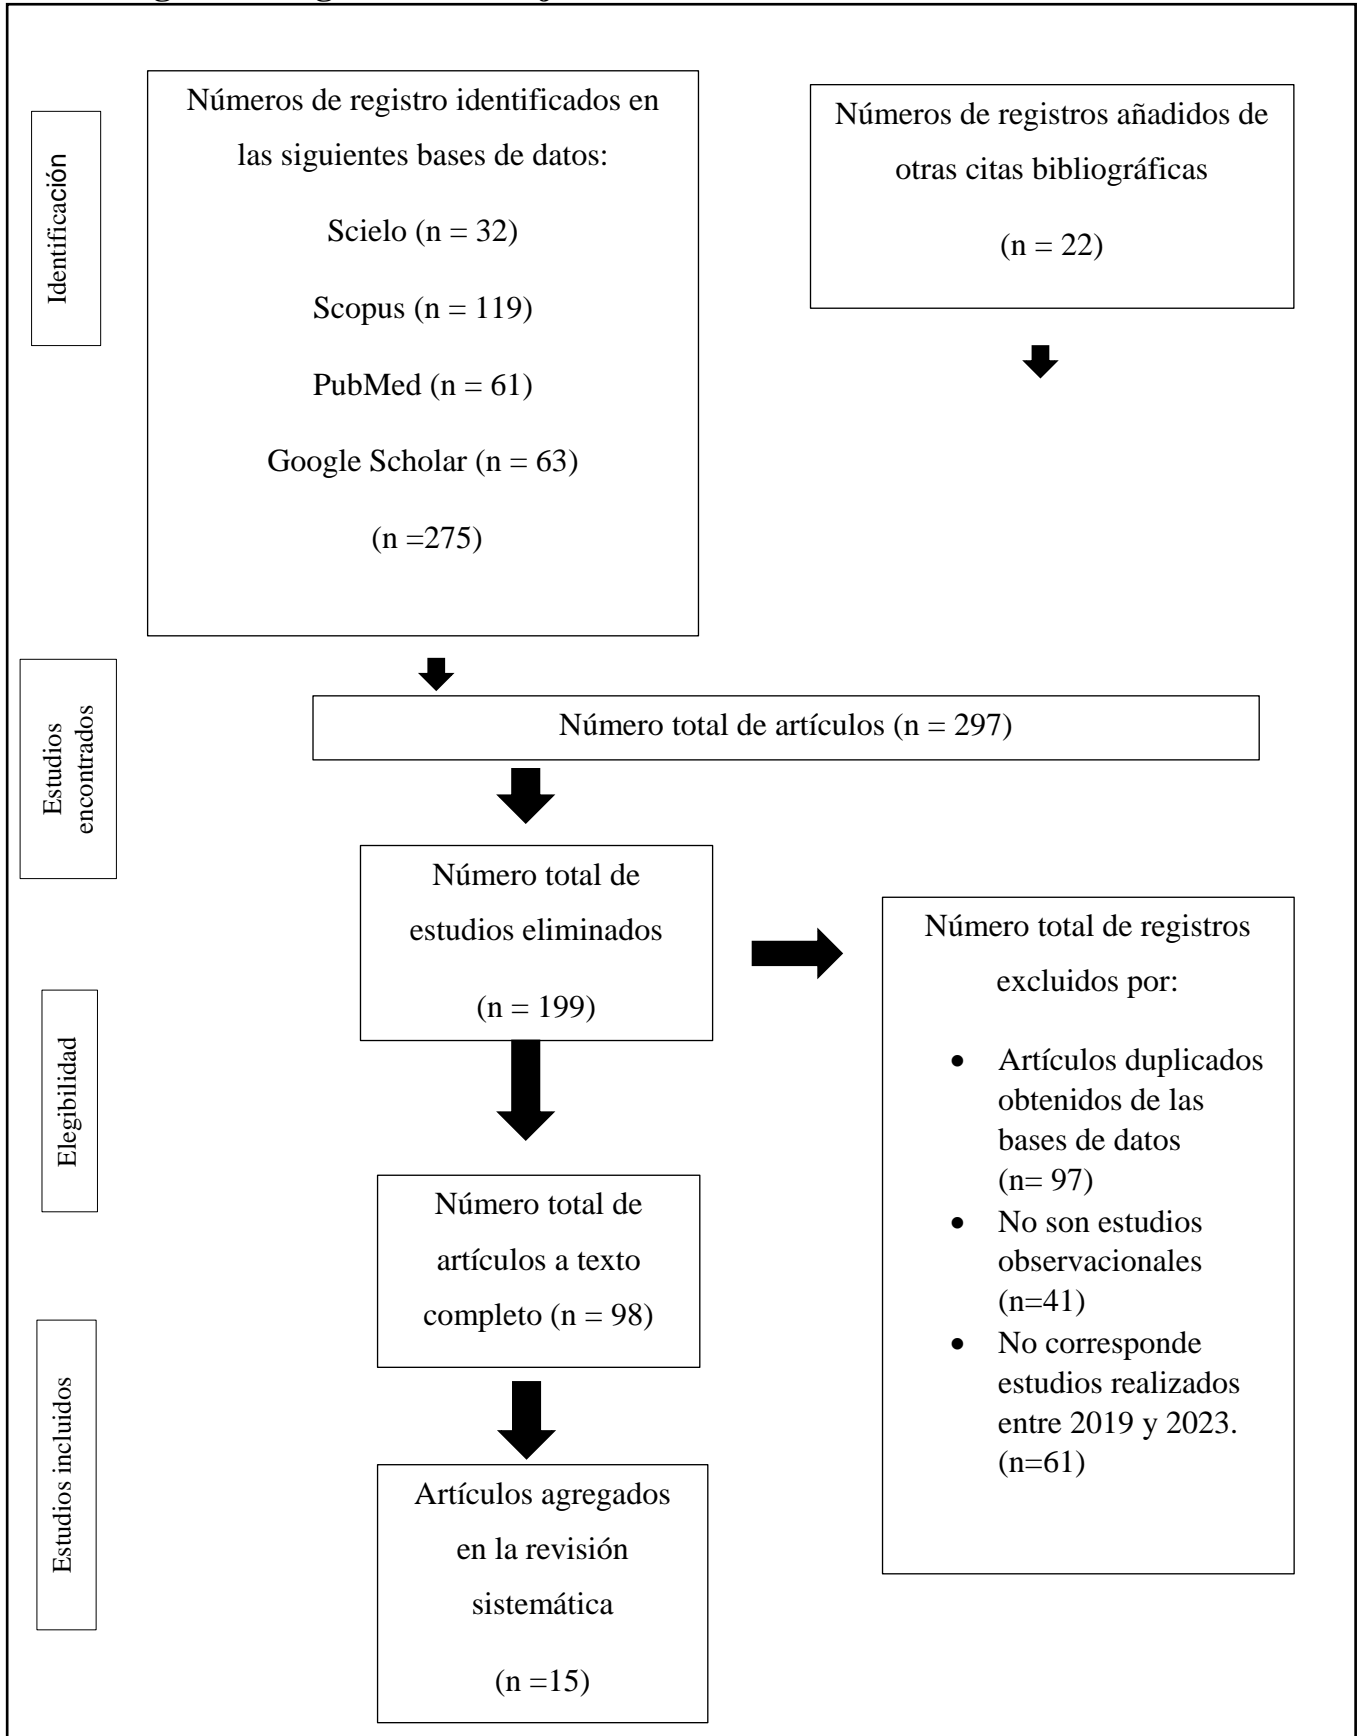 Identificación
Números de registro identificados en
las siguientes bases de datos:
Scielo (n = 32)
Scopus (n = 119)
PubMed (n = 61)
Google Scholar (n = 63)
(n =275)
Números de registros añadidos de
otras citas bibliográficas
(n = 22)
Estudios
encontrados
Número total de artículos (n = 297)
Número total de
estudios eliminados
(n = 199)
Número total de registros
excluidos por:
• Artículos duplicados
obtenidos de las
bases de datos
(n= 97)
• No son estudios
observacionales
(n=41)
• No corresponde
estudios realizados
entre 2019 y 2023.
(n=61)
Elegibilidad
Número total de
artículos a texto
completo (n = 98)
Estudios incluidos
Artículos agregados
en la revisión
sistemática
(n =15)